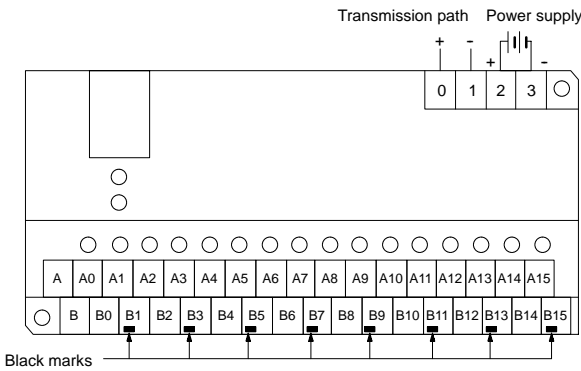 Transmission path Power supply
+ - + -
0 1 2 3
A A0 A1 A2 A3 A4 A5 A6 A7 A8 A9 A10 A11 A12 A13 A14 A15
B B0 B1 B2 B3 B4 B5 B6 B7 B8 B9 B10 B11 B12 B13 B14 B15
Black marks